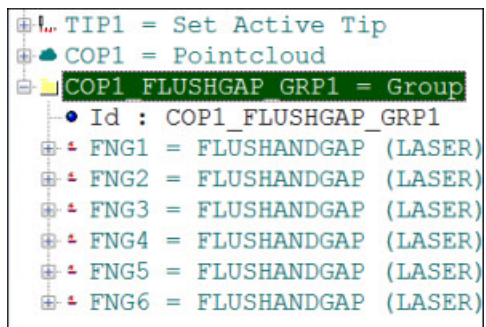 TIP1 = Set Active Tip
COP1 = Pointcloud
COP1_FLUSHGAP_GRP1 = Group
Id : COP1_FLUSHGAP_GRP1
FNG1 = FLUSHANDGAP (LASER)
FNG2 = FLUSHANDGAP (LASER)
FNG3 = FLUSHANDGAP (LASER)
FNG4 = FLUSHANDGAP (LASER)
FNG5 = FLUSHANDGAP (LASER)
FNG6 = FLUSHANDGAP (LASER)